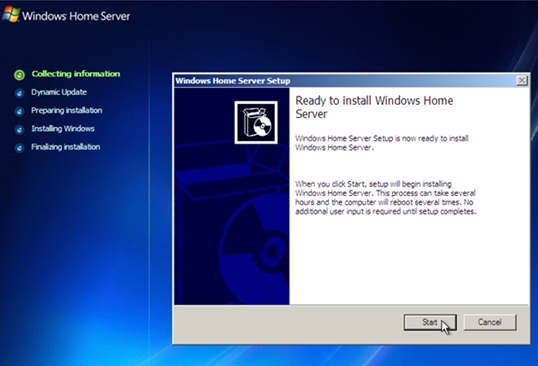 Windows Home Server
Collecting information
Dynamic Update
Preparing installation
Installing Windows
Finalizing installation
Windows Home Server Setup
Ready to install Windows Home
Server
Windows Home Server Setup is now ready to install
Windows Home Server.
When you click Start, setup will begin installing
Windows Home Server. This process can take several
hours and the computer will reboot several times. No
additional user input is required until setup completes.
Start
Cancel